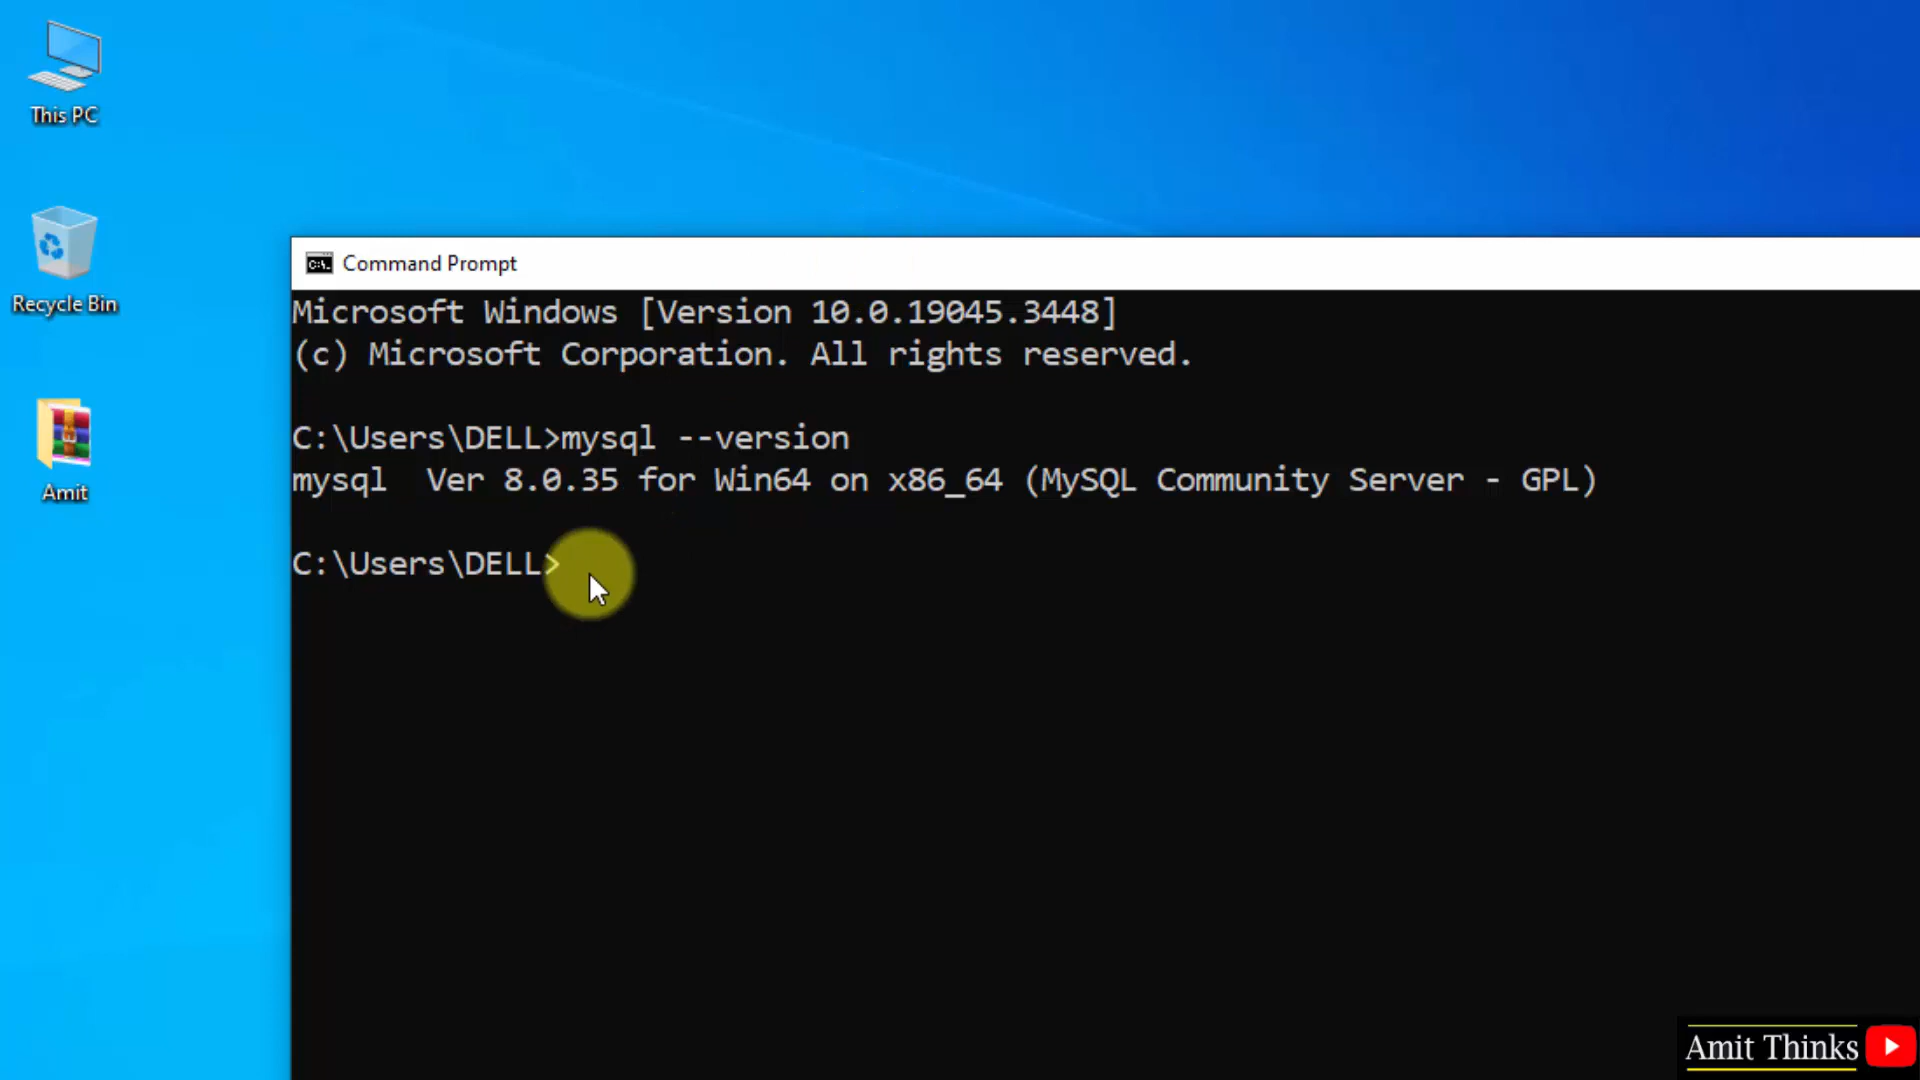 This PC
Recycle Bin
Amit
Command Prompt
Microsoft Windows [Version 10.0.19045.3448]
(c) Microsoft Corporation. All rights reserved.
C:\Users\DELL>mysql --version
mysql  Ver 8.0.35 for Win64 on x86_64 (MySQL Community Server - GPL)
C:\Users\DELL>
Amit Thinks